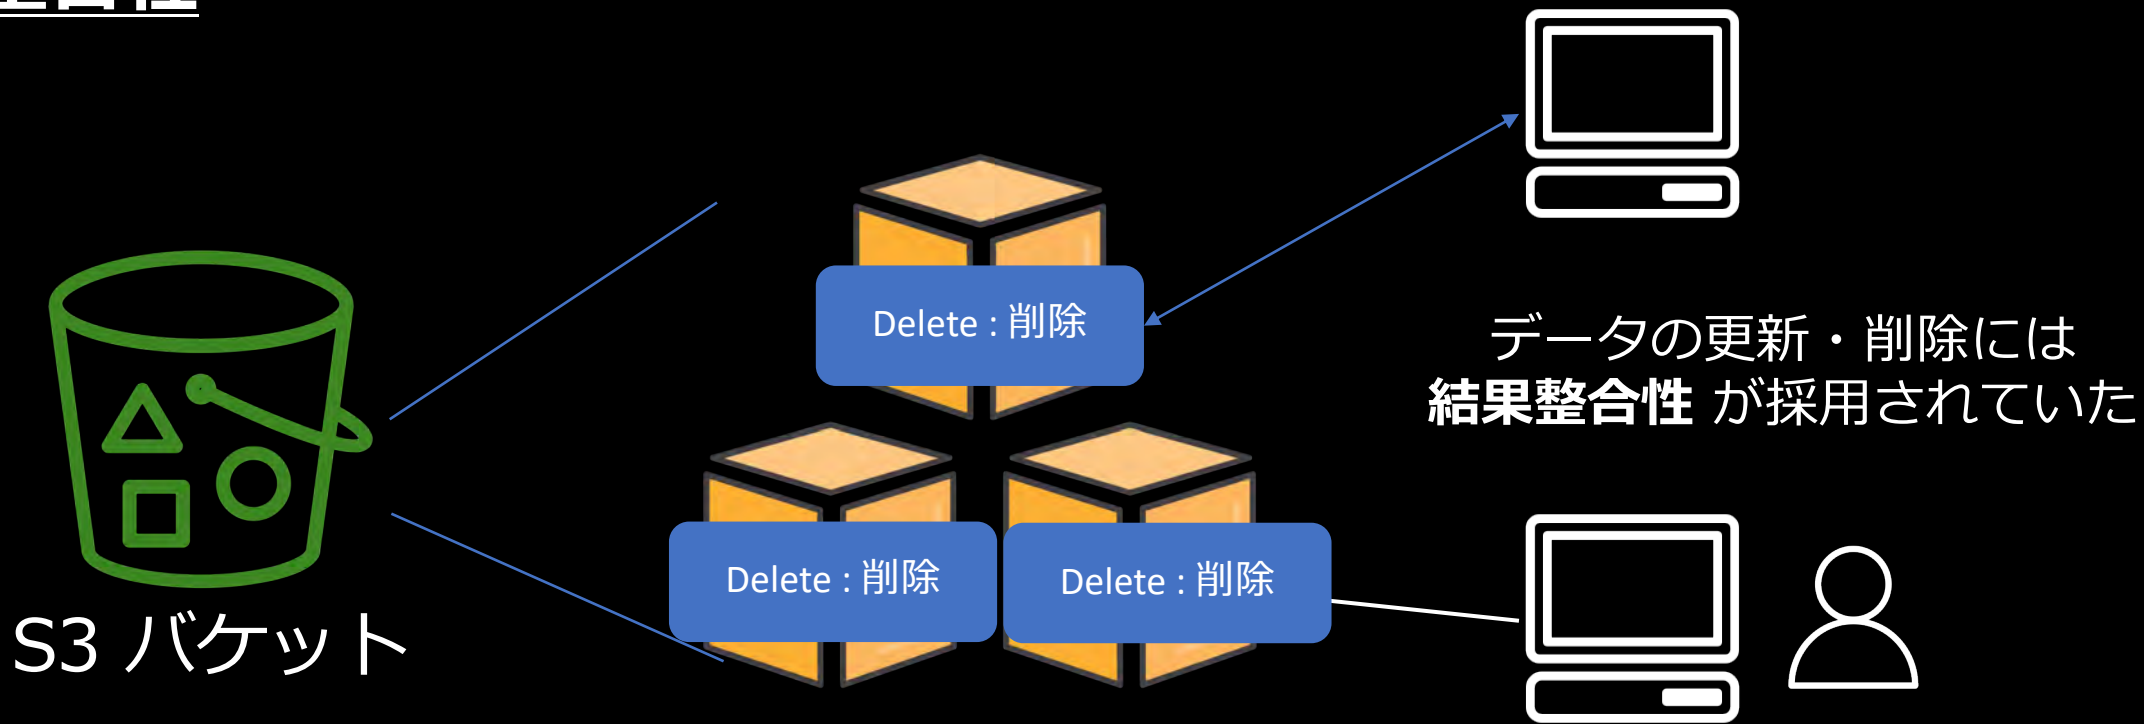 Delete : 削除
データの更新・削除には
結果整合性 が採用されていた
Delete : 削除
Delete : 削除
S3 バケット